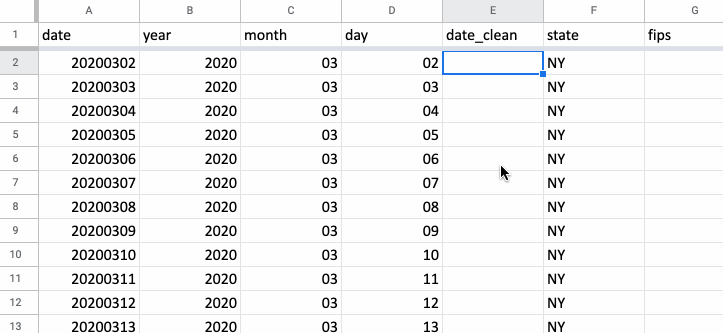 A B C D E F G
1 date year month day date_clean state fips
2 20200302 2020 03 02 NY
3 20200303 2020 03 03 NY
4 20200304 2020 03 04 NY
5 20200305 2020 03 05 NY
6 20200306 2020 03 06 NY
7 20200307 2020 03 07 NY
8 20200308 2020 03 08 NY
9 20200309 2020 03 09 NY
10 20200310 2020 03 10 NY
11 20200311 2020 03 11 NY
12 20200312 2020 03 12 NY
13 20200313 2020 03 13 NY